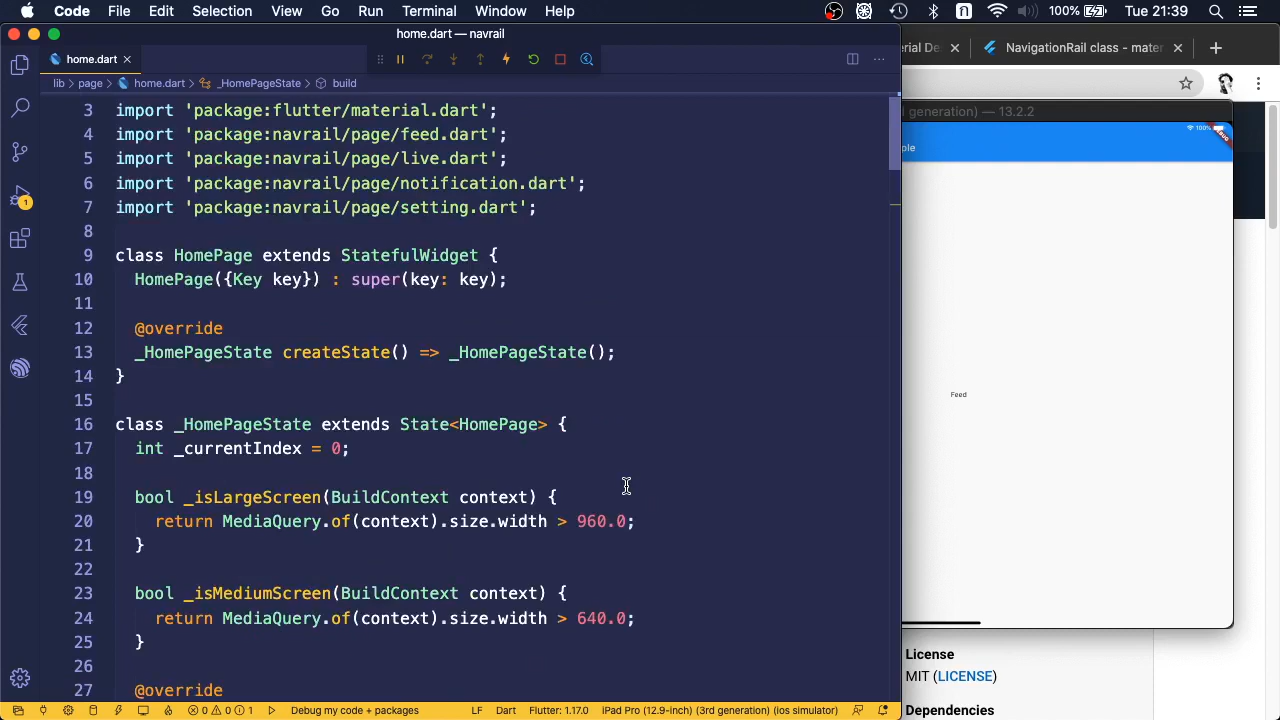 Code File Edit Selection View Go Run Terminal Window Help 100% Tue 21:39
home.dart — navrail
home.dart
erial De
NavigationRail class - mater
lib > page > home.dart > _HomePageState > build
l generation) — 13.2.2
100%
ple
3 import 'package:flutter/material.dart';
4 import 'package:navrail/page/feed.dart';
5 import 'package:navrail/page/live.dart';
6 import 'package:navrail/page/notification.dart';
7 import 'package:navrail/page/setting.dart';
8
9 class HomePage extends StatefulWidget {
10 HomePage({Key key}) : super(key: key);
11
12 @override
13 _HomePageState createState() => _HomePageState();
14 }
15
16 class _HomePageState extends State<HomePage> {
17 int _currentIndex = 0;
18
19 bool _isLargeScreen(BuildContext context) {
20 return MediaQuery.of(context).size.width > 960.0;
21 }
22
23 bool _isMediumScreen(BuildContext context) {
24 return MediaQuery.of(context).size.width > 640.0;
25 }
26
27 @override
1
Feed
License
MIT (LICENSE)
Dependencies
0 0 1 Debug my code + packages LF Dart Flutter: 1.17.0 iPad Pro (12.9-inch) (3rd generation) (ios simulator)